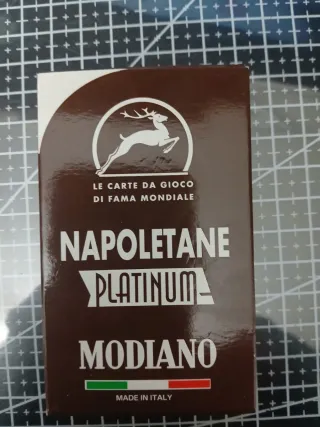 LE CARTE DA GIOCO
DI FAMA MONDIALE
NAPOLETANE
PLATINUM
MODIANO
MADE IN ITALY